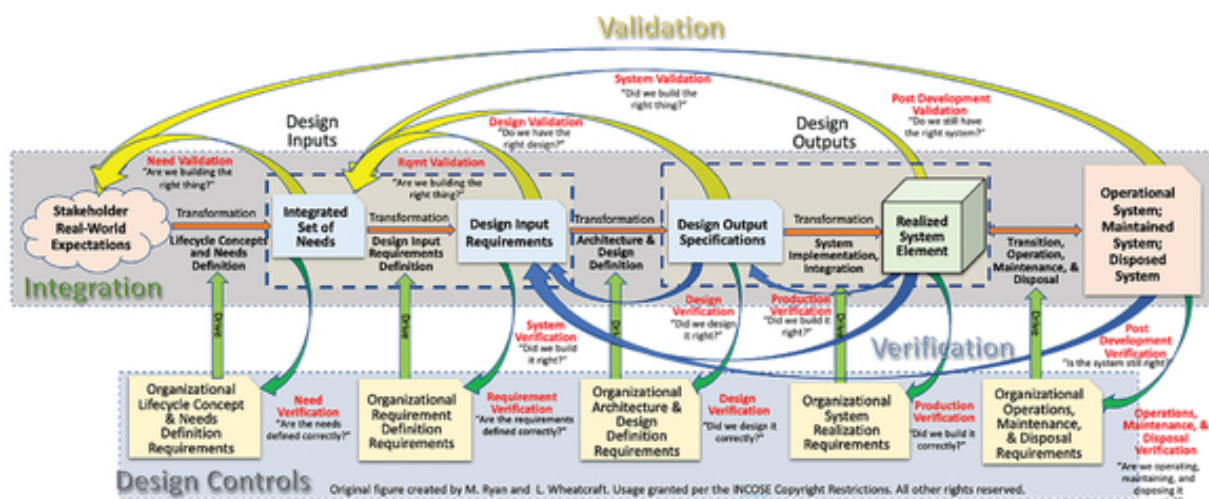 Validation
System Validation
"Did we build the
right thing?"
Post Development
Validation
"Do we still have
the right system?"
Design
Inputs
Design Validation
"Do we have the
right design?"
Design
Outputs
Need Validation
"Are we building the
right thing?"
Rqmt Validation
"Are we building the
right thing?"
Stakeholder
Real-World
Expectations
Transformation
Lifecycle Concepts
and Needs
Definition
Integrated
Set of
Needs
Transformation
Design Input
Requirements
Definition
Design Input
Requirements
Transformation
Architecture &
Design
Definition
Design Output
Specifications
Transformation
System
Implementation,
Integration
Realized
System
Element
Transition,
Operation,
Maintenance, &
Disposal
Operational
System;
Maintained
System;
Disposed
System
Integration
Drive
Drive
Drive
Drive
Drive
System
Verification
"Did we build
it right?"
Design
Verification
"Did we design
it right?"
Production
Verification
"Did we build it
right?"
Verification
Post
Development
Verification
"Is the system still right?"
Organizational
Lifecycle Concept
& Needs
Definition
Requirements
Need
Verification
"Are the needs
defined correctly?"
Organizational
Requirement
Definition
Requirements
Requirement
Verification
"Are the requirements
defined correctly?"
Organizational
Architecture &
Design
Definition
Requirements
Design
Verification
"Did we design it
correctly?"
Organizational
System
Realization
Requirements
Production
Verification
"Did we build it
correctly?"
Organizational
Operations,
Maintenance,
& Disposal
Requirements
Operations,
Maintenance, &
Disposal
Verification
"Are we operating,
maintaining, and
disposing it
Design Controls
Original figure created by M. Ryan and L. Wheatcraft. Usage granted per the INCOSE Copyright Restrictions. All other rights reserved.